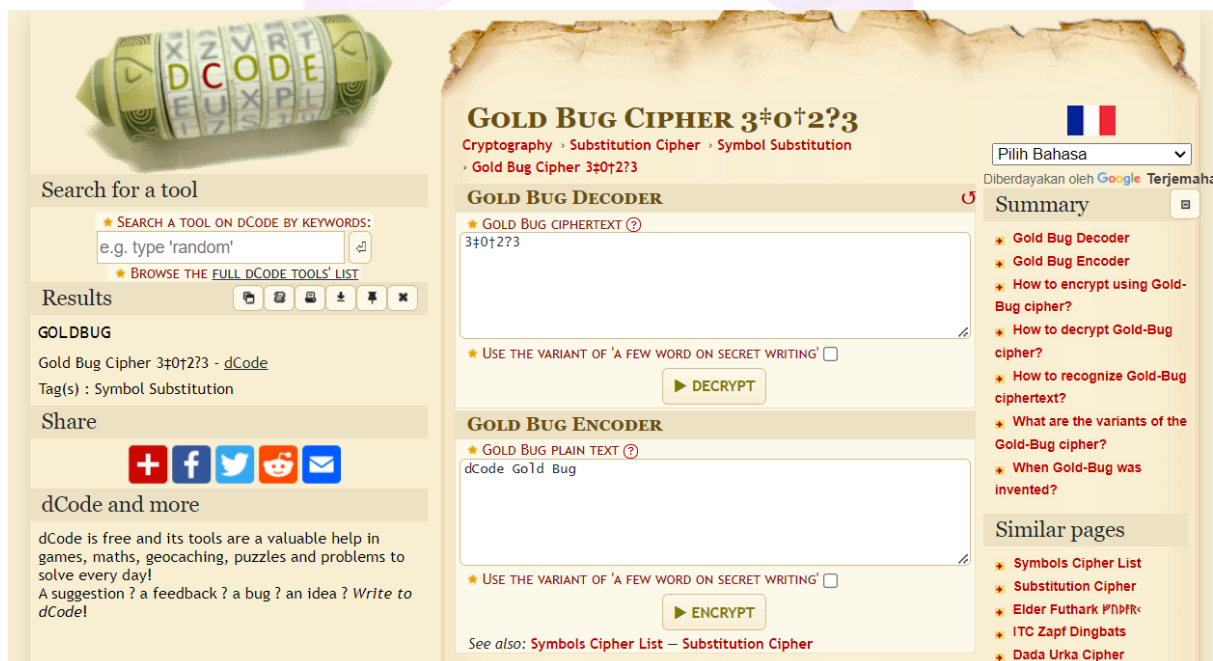 X Z V R T
D C O D E
E U X P L
Search for a tool
★ SEARCH A TOOL ON DCODE BY KEYWORDS:
e.g. type 'random'
★ BROWSE THE FULL DCODE TOOLS' LIST
Results
GOLDBUG
Gold Bug Cipher 3‡0†2?3 - dCode
Tag(s) : Symbol Substitution
Share
dCode and more
dCode is free and its tools are a valuable help in
games, maths, geocaching, puzzles and problems to
solve every day!
A suggestion ? a feedback ? a bug ? an idea ? Write to
dCode!
GOLD BUG CIPHER 3‡0†2?3
Cryptography › Substitution Cipher › Symbol Substitution
› Gold Bug Cipher 3‡0†2?3
GOLD BUG DECODER
★ GOLD BUG CIPHERTEXT ?
3‡0†2?3
★ USE THE VARIANT OF 'A FEW WORD ON SECRET WRITING'
▶ DECRYPT
GOLD BUG ENCODER
★ GOLD BUG PLAIN TEXT ?
dCode Gold Bug
★ USE THE VARIANT OF 'A FEW WORD ON SECRET WRITING'
▶ ENCRYPT
See also: Symbols Cipher List — Substitution Cipher
Pilih Bahasa
Diberdayakan oleh Google Terjemaha
Summary
Gold Bug Decoder
Gold Bug Encoder
How to encrypt using Gold-
Bug cipher?
How to decrypt Gold-Bug
cipher?
How to recognize Gold-Bug
ciphertext?
What are the variants of the
Gold-Bug cipher?
When Gold-Bug was
invented?
Similar pages
Symbols Cipher List
Substitution Cipher
Elder Futhark
ITC Zapf Dingbats
Dada Urka Cipher